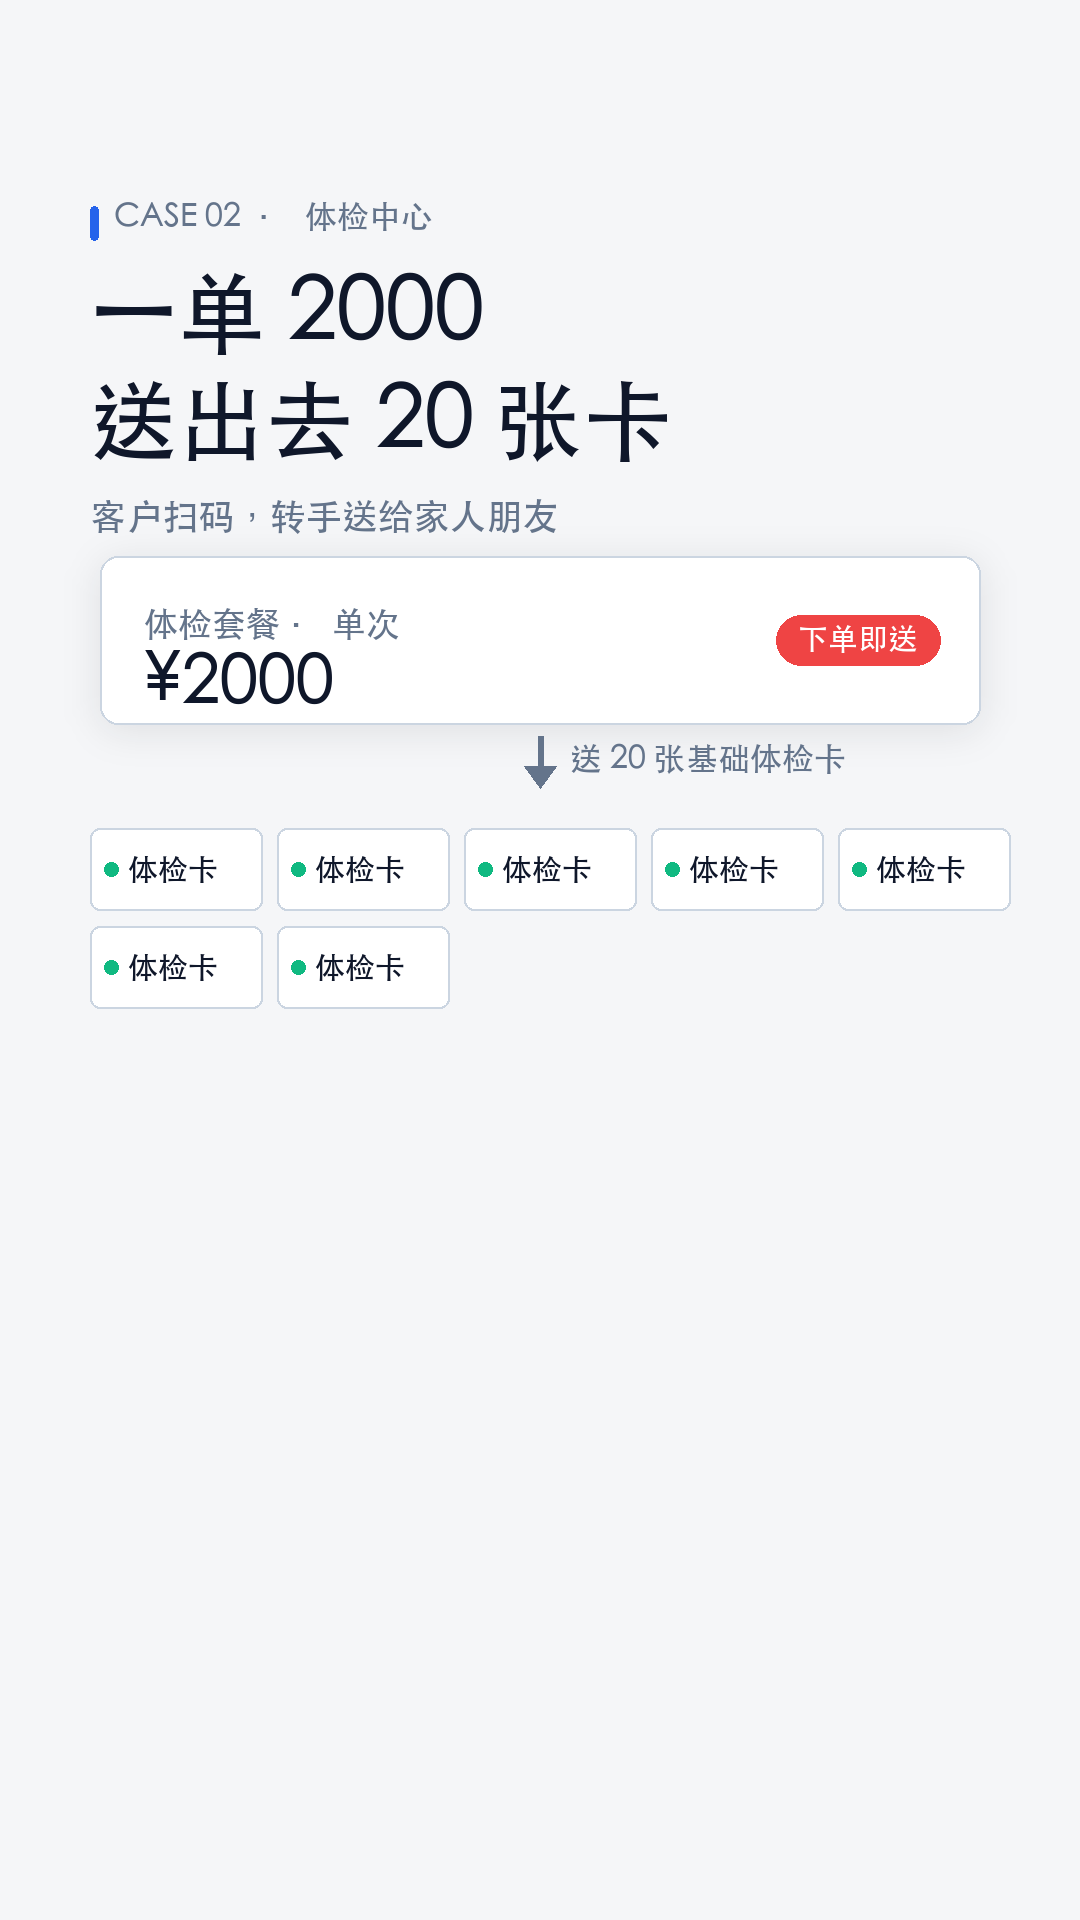 CASE 02 · 体检中心
一单 2000
送出去 20 张卡
客户扫码，转手送给家人朋友
体检套餐 · 单次
¥2000
下单即送
送 20 张基础体检卡
体检卡 体检卡 体检卡 体检卡 体检卡
体检卡 体检卡